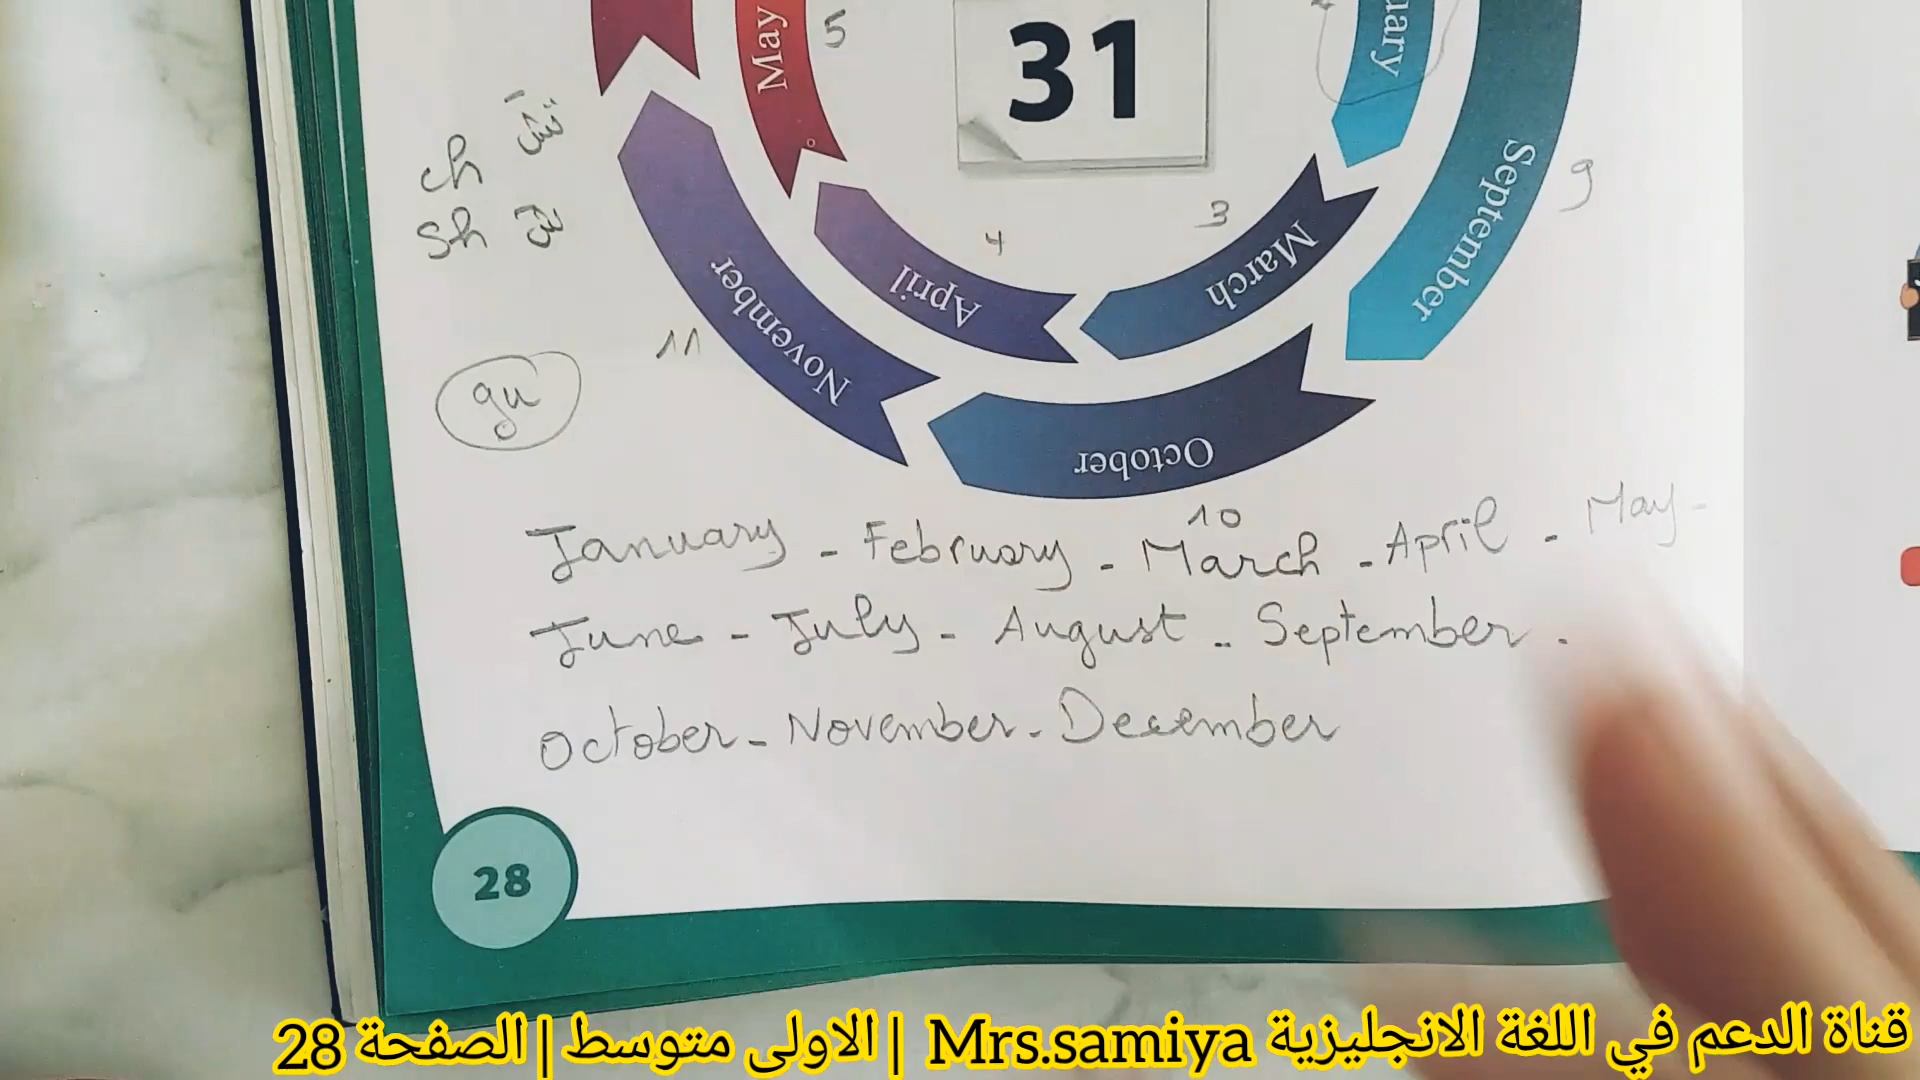 May
5
31
uary
ch تش
sh ش
September
9
3
4
March
April
November
11
gu
October
10
January - February - March - April - May -
June - July - August - September -
October - November - December
28
قناة الدعم في اللغة الانجليزية Mrs.samiya | الاولى متوسط | الصفحة 28